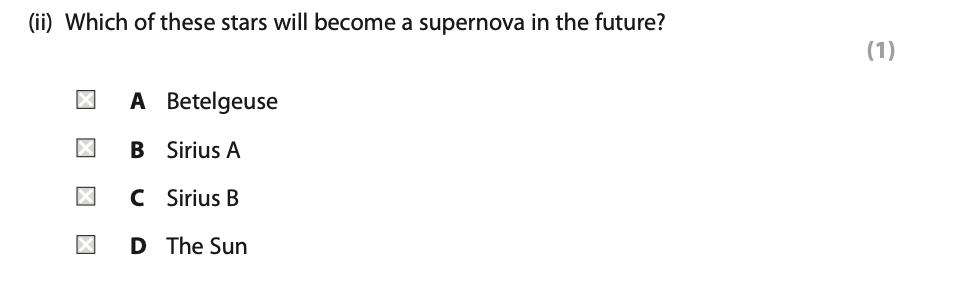 (ii) Which of these stars will become a supernova in the future?
(1)
A Betelgeuse
B Sirius A
C Sirius B
D The Sun